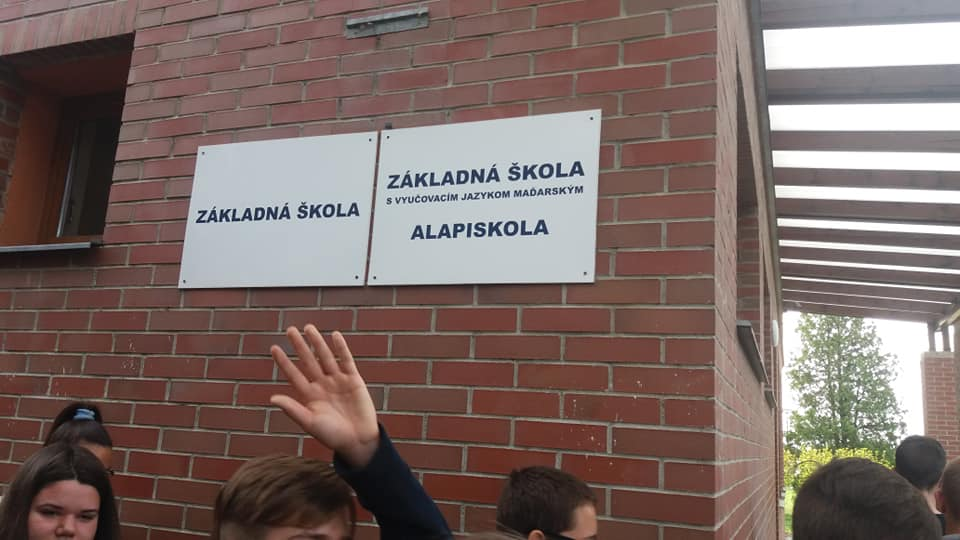 ZÁKLADNÁ ŠKOLA
ZÁKLADNÁ ŠKOLA
S VYUČOVACÍM JAZYKOM MAĎARSKÝM
ALAPISKOLA